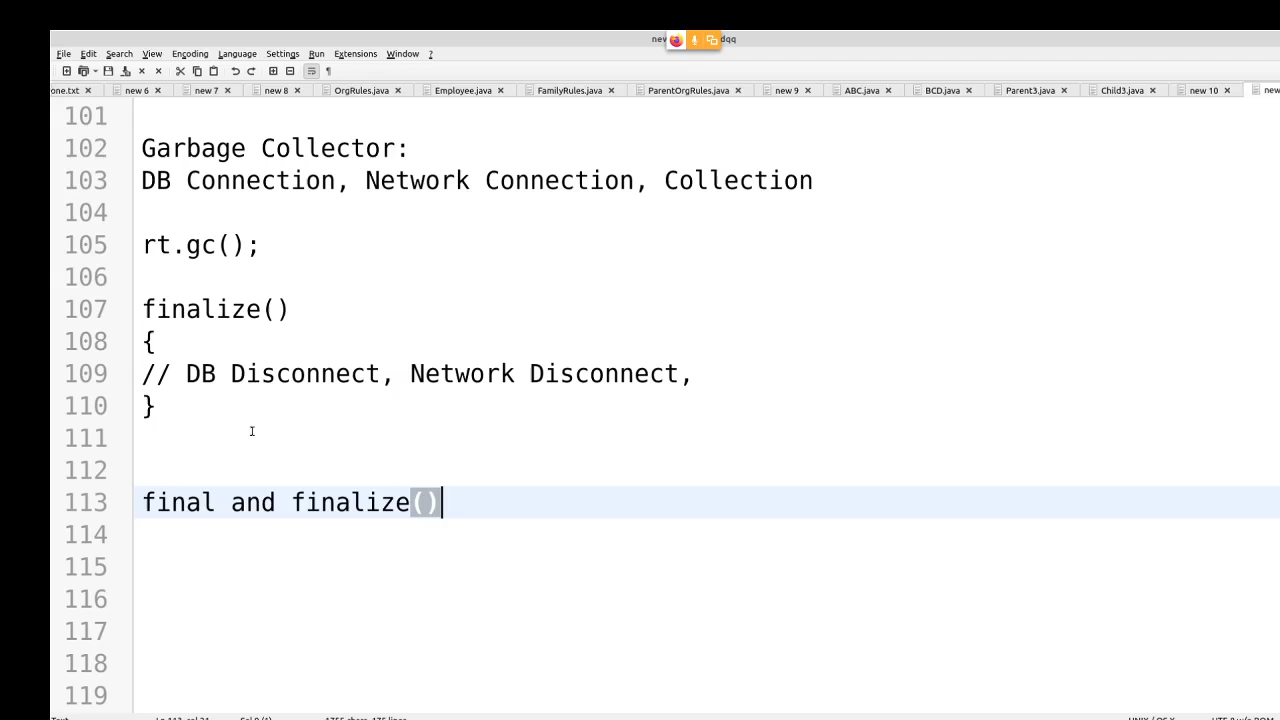 new dqq
File Edit Search View Encoding Language Settings Run Extensions Window ?
one.txt new 6 new 7 new 8 OrgRules.java Employee.java FamilyRules.java ParentOrgRules.java new 9 ABC.java BCD.java Parent3.java Child3.java new 10 new
101
102 Garbage Collector:
103 DB Connection, Network Connection, Collection
104
105 rt.gc();
106
107 finalize()
108 {
109 // DB Disconnect, Network Disconnect,
110 }
111
112
113 final and finalize()
114
115
116
117
118
119